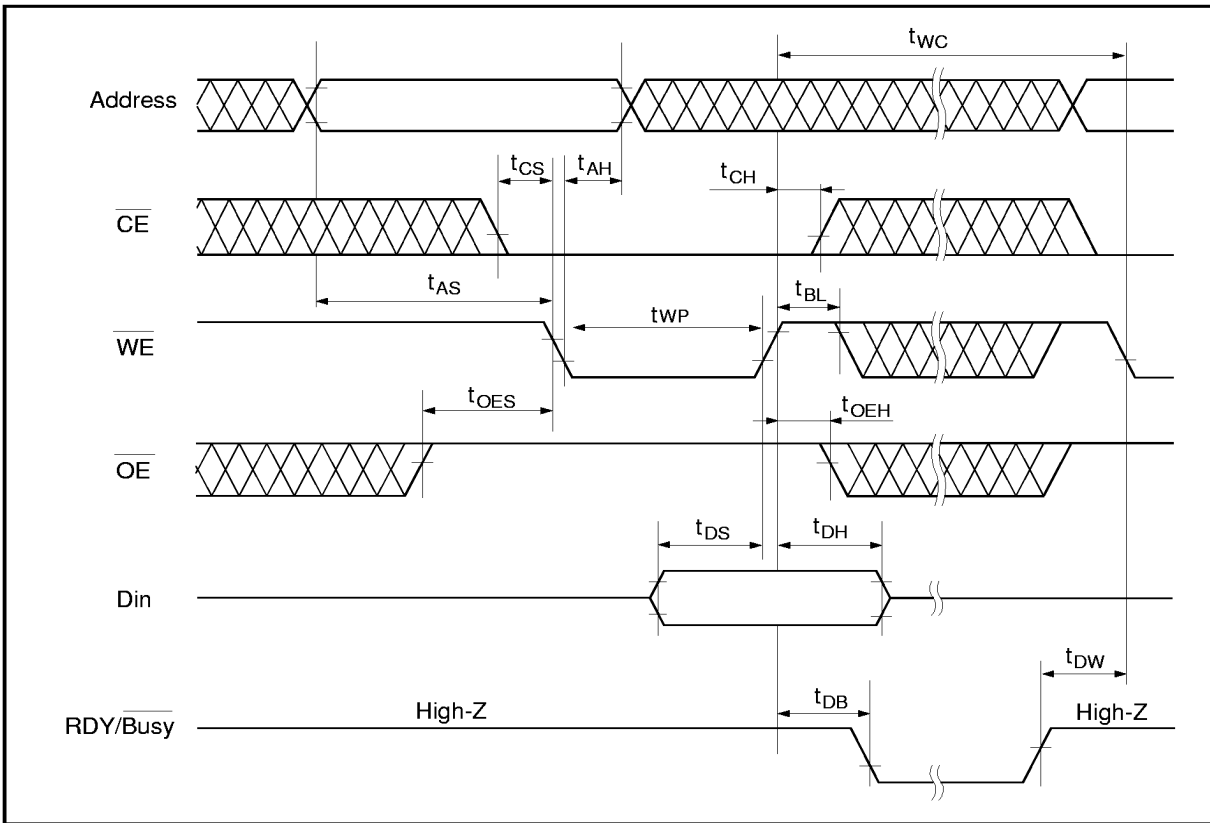 tWC
Address
tCS tAH
tCH
CE
tAS
tBL
tWP
WE
tOES
tOEH
OE
tDS tDH
Din
tDW
tDB
High-Z High-Z
RDY/Busy